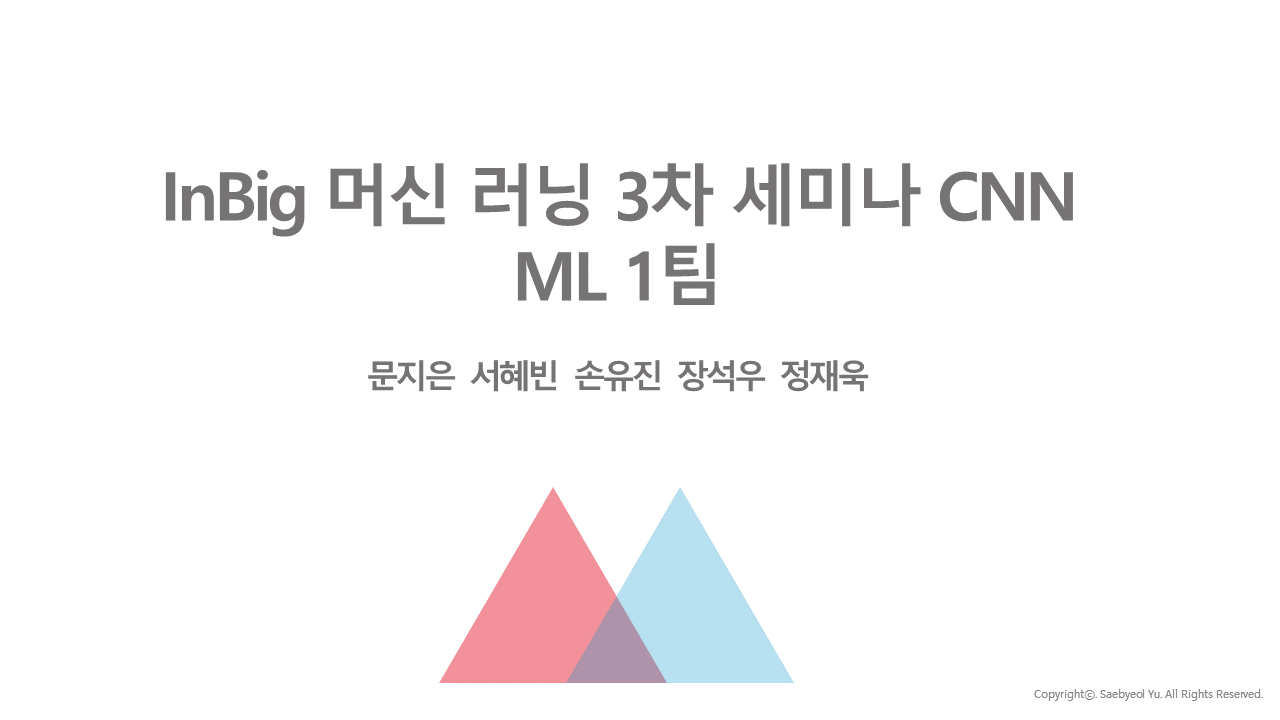 InBig 머신 러닝 3차 세미나 CNN
ML 1팀
문지은 서혜빈 손유진 장석우 정재욱
Copyrightⓒ. Saebyeol Yu. All Rights Reserved.